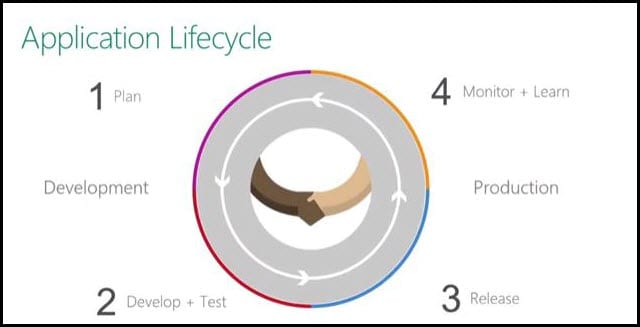 Application Lifecycle
1 Plan
4 Monitor + Learn
Development
Production
2 Develop + Test
3 Release